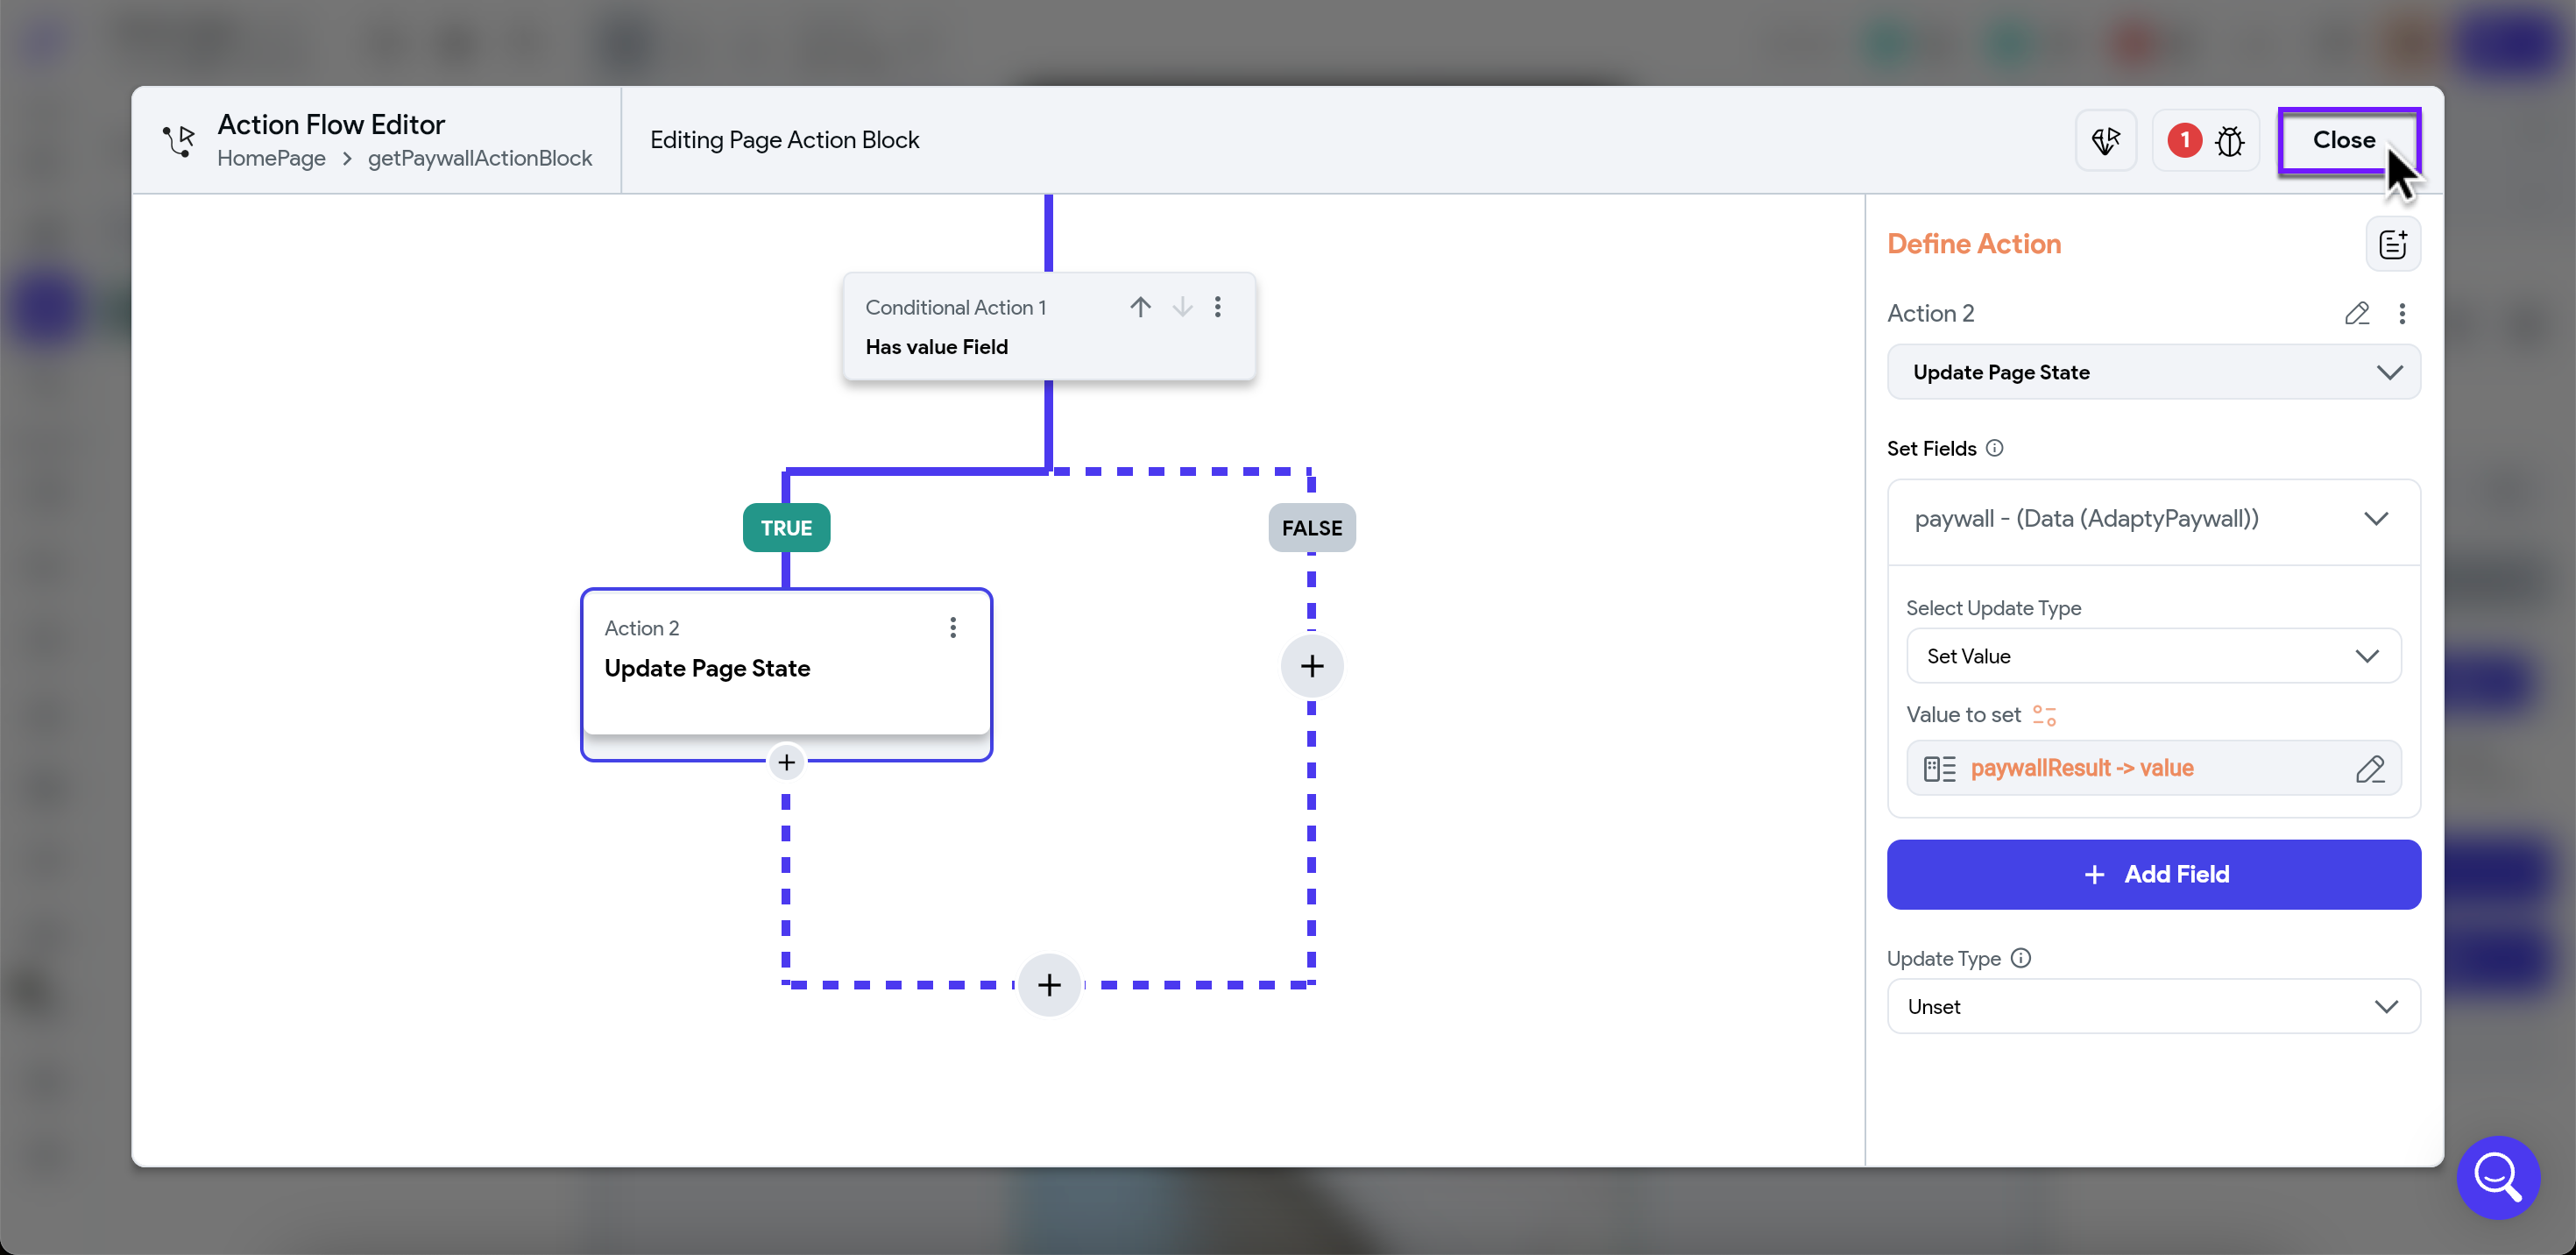 Action Flow Editor
HomePage > getPaywallActionBlock
Editing Page Action Block
1
Close
Conditional Action 1
Has value Field
TRUE
FALSE
Action 2
Update Page State
Define Action
Action 2
Update Page State
Set Fields
paywall - (Data (AdaptyPaywall))
Select Update Type
Set Value
Value to set
paywallResult -> value
+ Add Field
Update Type
Unset